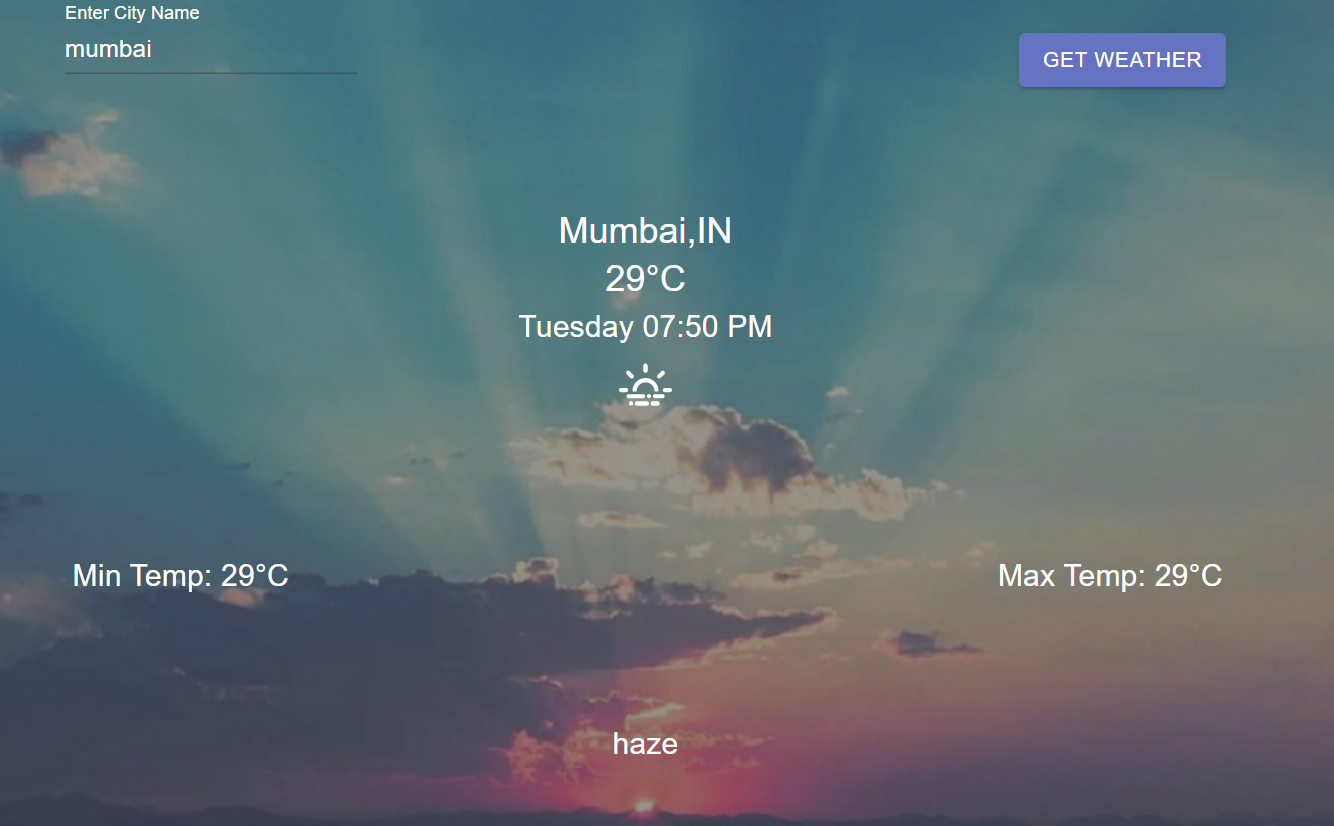 Enter City Name
mumbai
GET WEATHER
Mumbai,IN
29°C
Tuesday 07:50 PM
Min Temp: 29°C
Max Temp: 29°C
haze